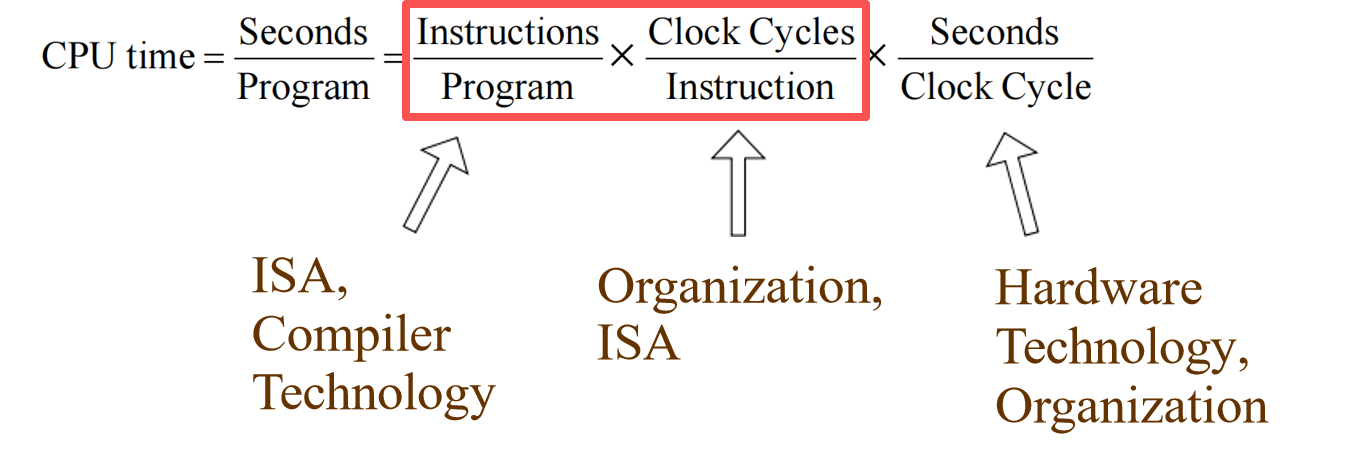 CPU time = Seconds / Program = Instructions / Program × Clock Cycles / Instruction × Seconds / Clock Cycle
ISA,
Compiler
Technology
Organization,
ISA
Hardware
Technology,
Organization